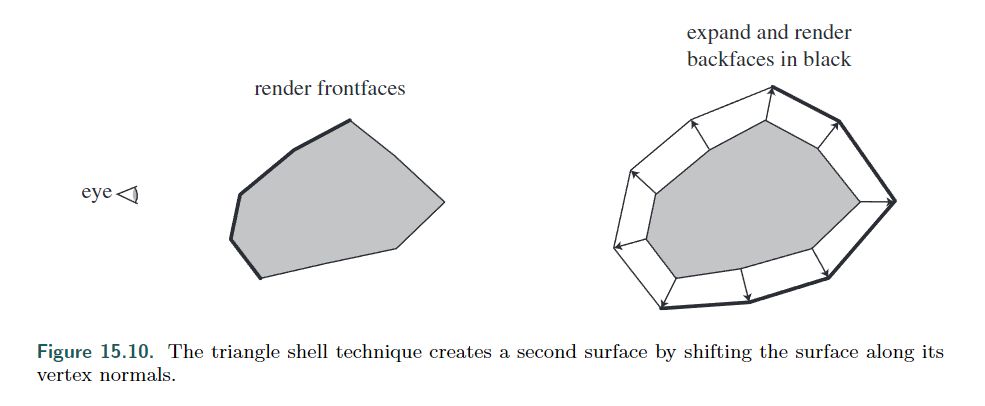 expand and render
backfaces in black
render frontfaces
eye
Figure 15.10. The triangle shell technique creates a second surface by shifting the surface along its
vertex normals.